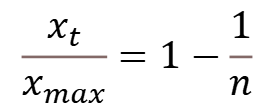 x_t / x_max = 1 − 1/n